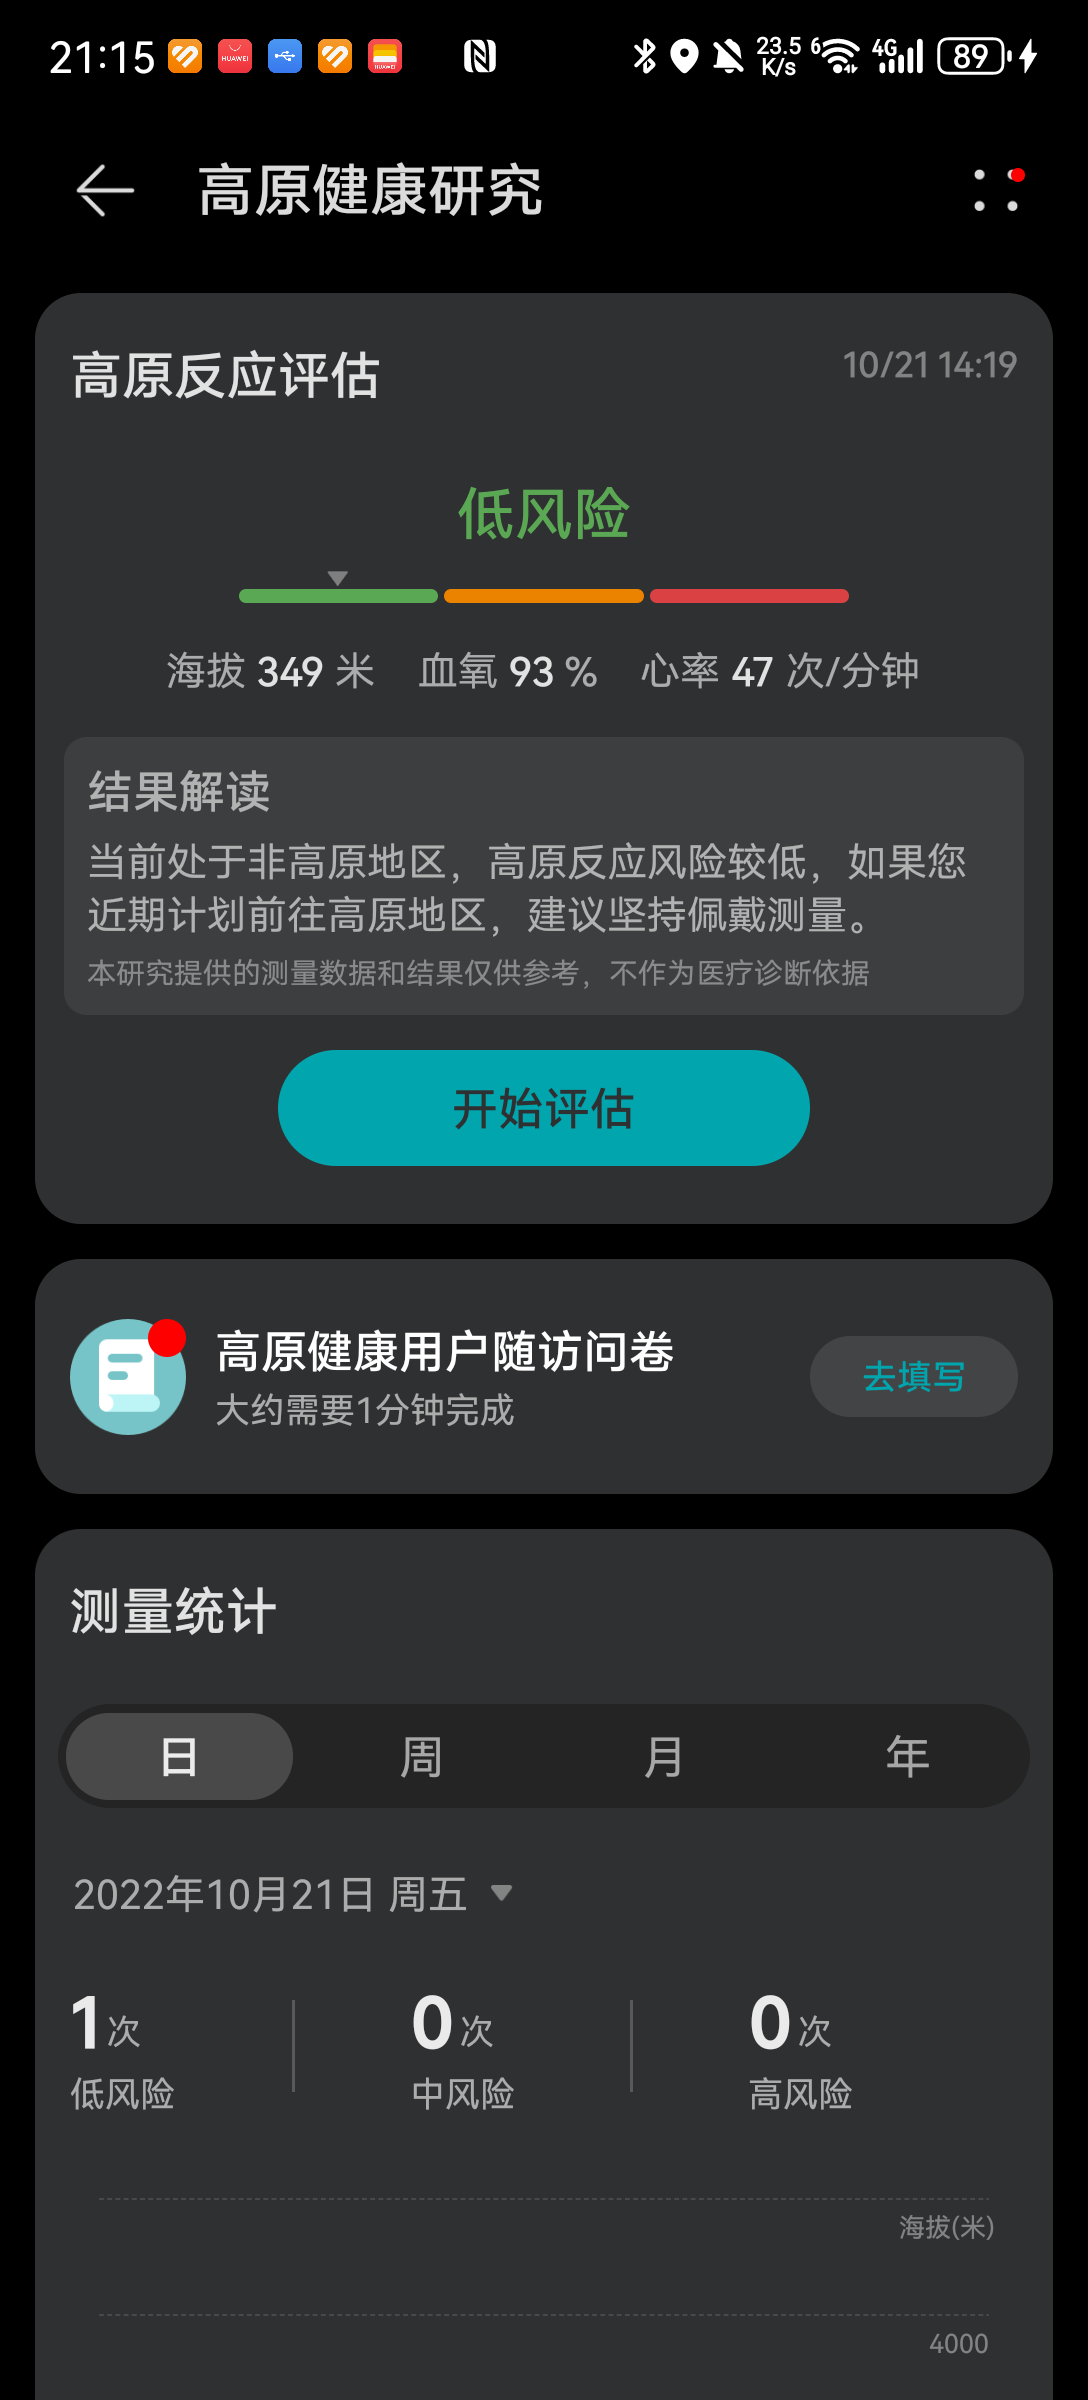 21:15
23.5 K/s
6
4G
89
高原健康研究
高原反应评估
10/21 14:19
低风险
海拔 349 米 血氧 93 % 心率 47 次/分钟
结果解读
当前处于非高原地区，高原反应风险较低，如果您
近期计划前往高原地区，建议坚持佩戴测量。
本研究提供的测量数据和结果仅供参考，不作为医疗诊断依据
开始评估
高原健康用户随访问卷
大约需要1分钟完成
去填写
测量统计
日 周 月 年
2022年10月21日 周五
1次 0次 0次
低风险 中风险 高风险
海拔(米)
4000